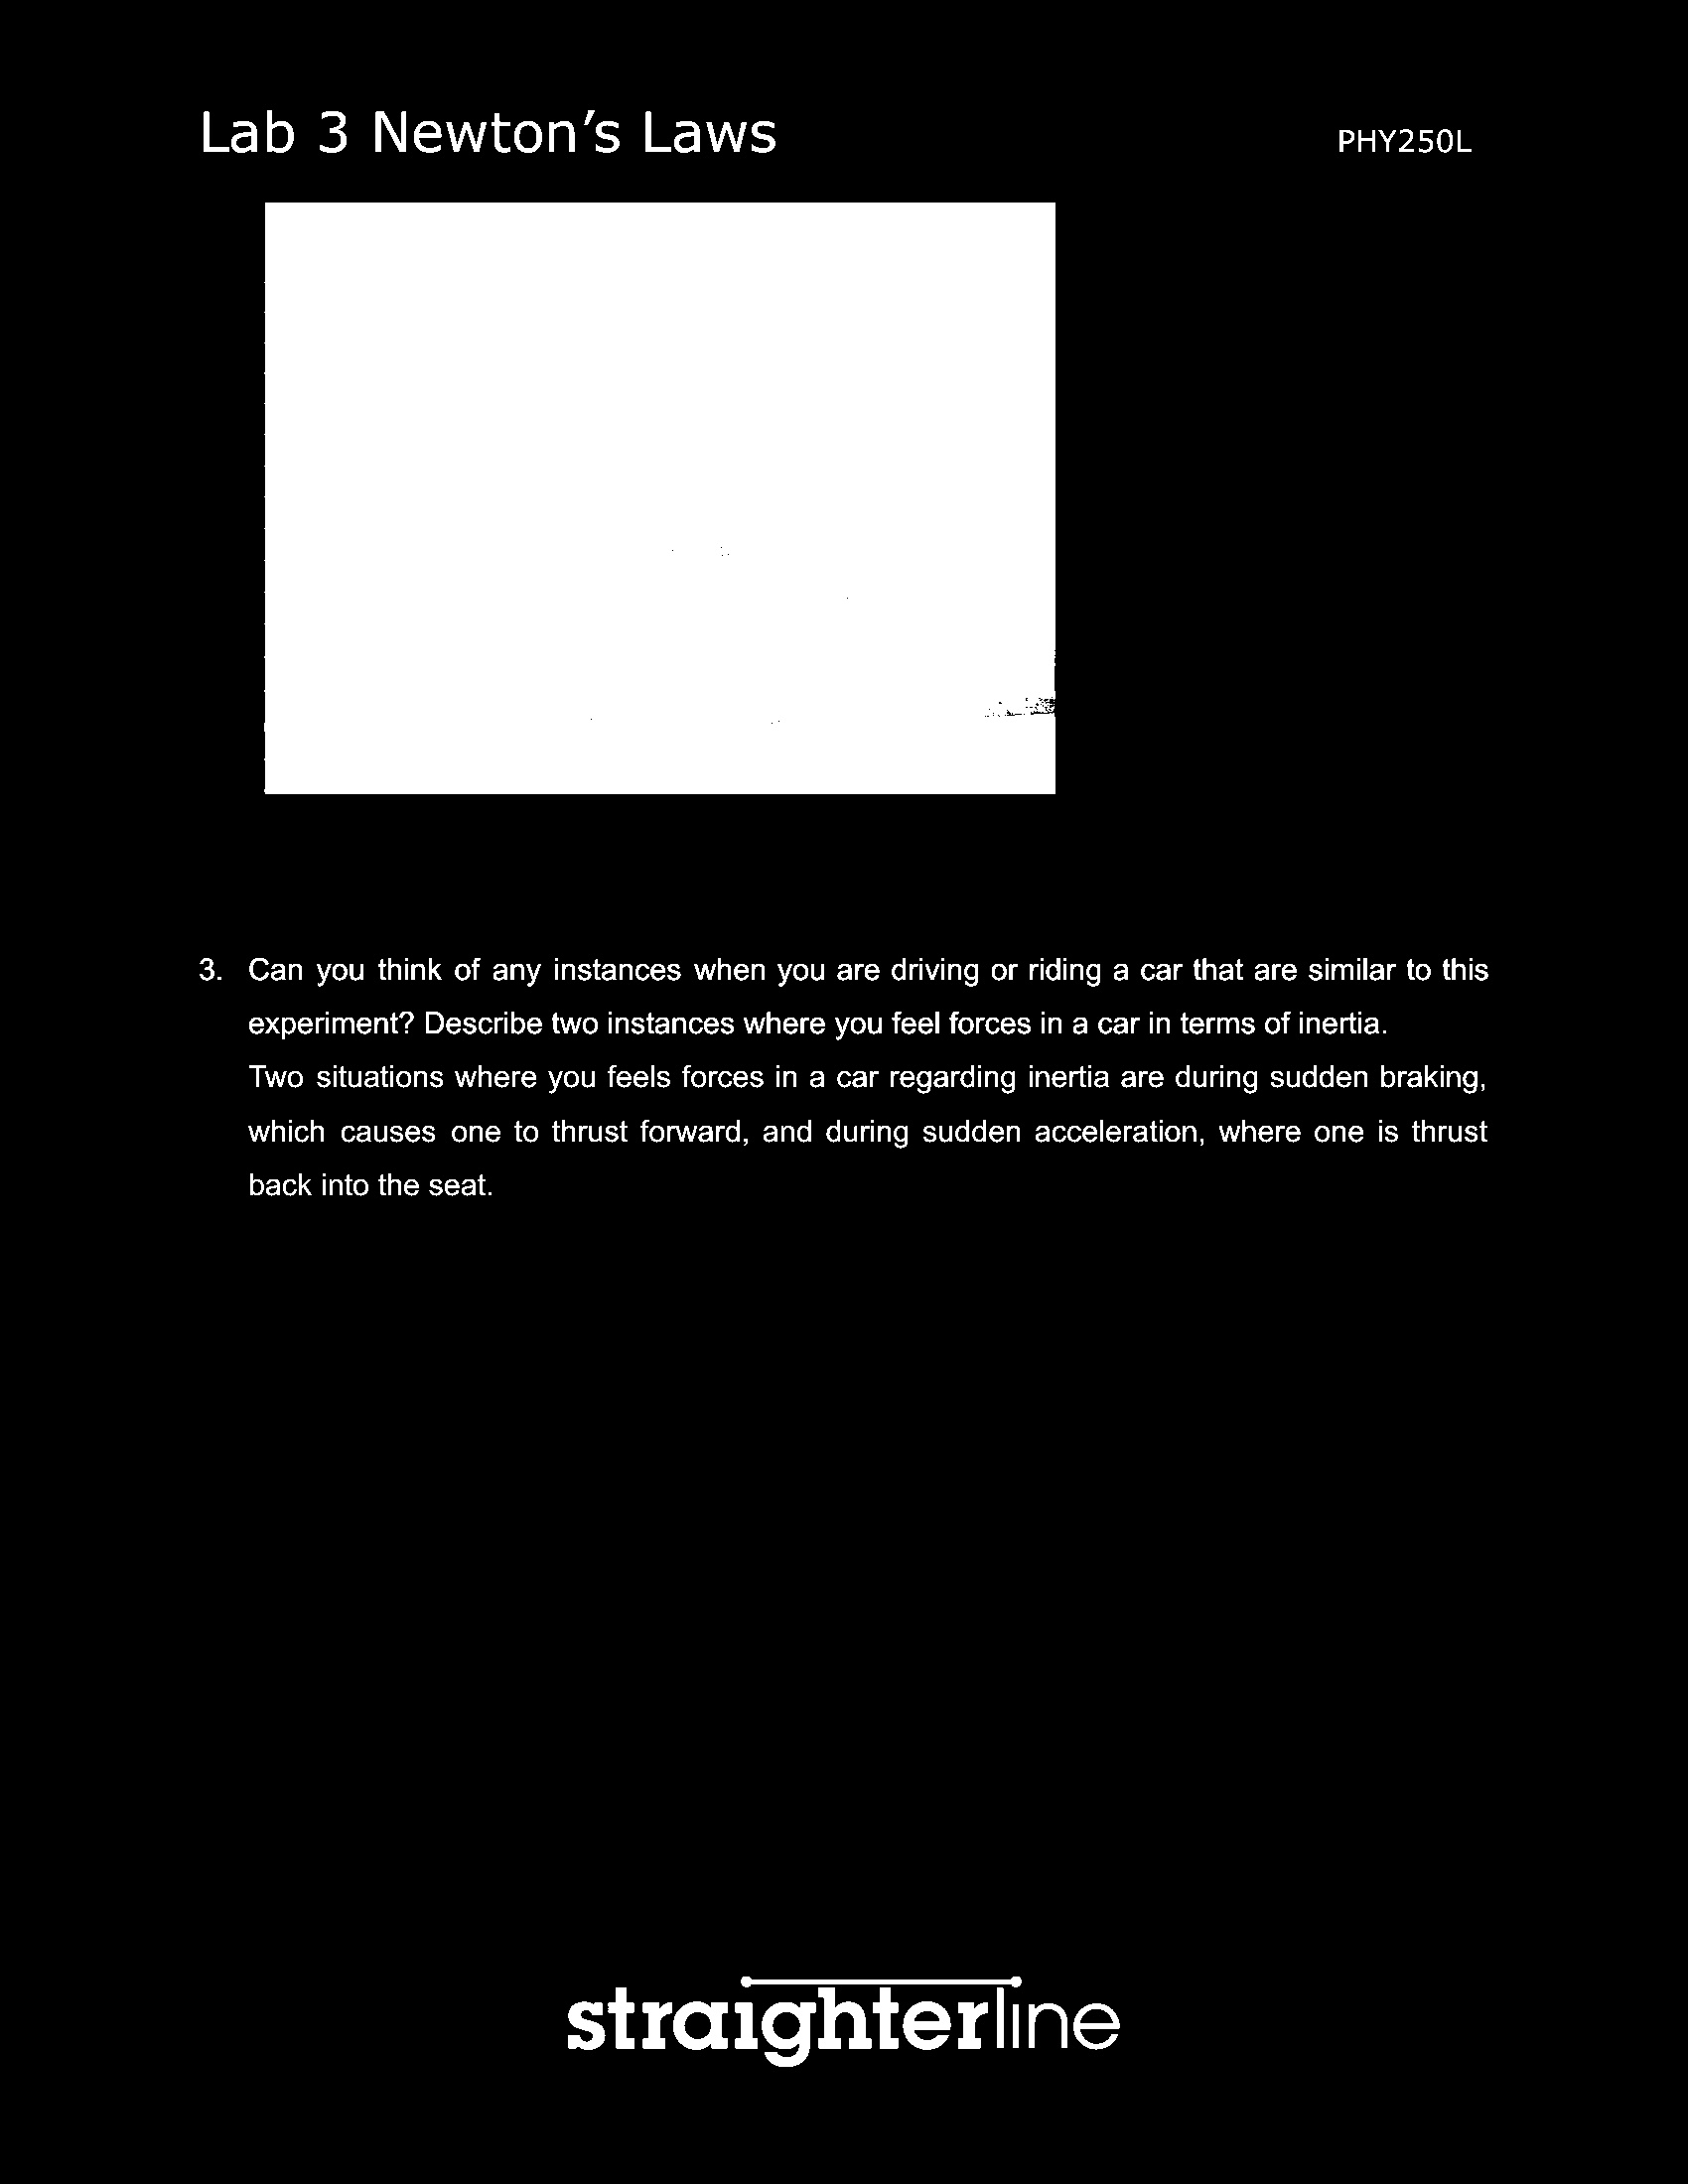 Lab 3 Newton’s Laws
PHY250L
3. Can you think of any instances when you are driving or riding a car that are similar to this
experiment? Describe two instances where you feel forces in a car in terms of inertia.
Two situations where you feels forces in a car regarding inertia are during sudden braking,
which causes one to thrust forward, and during sudden acceleration, where one is thrust
back into the seat.
straighterline